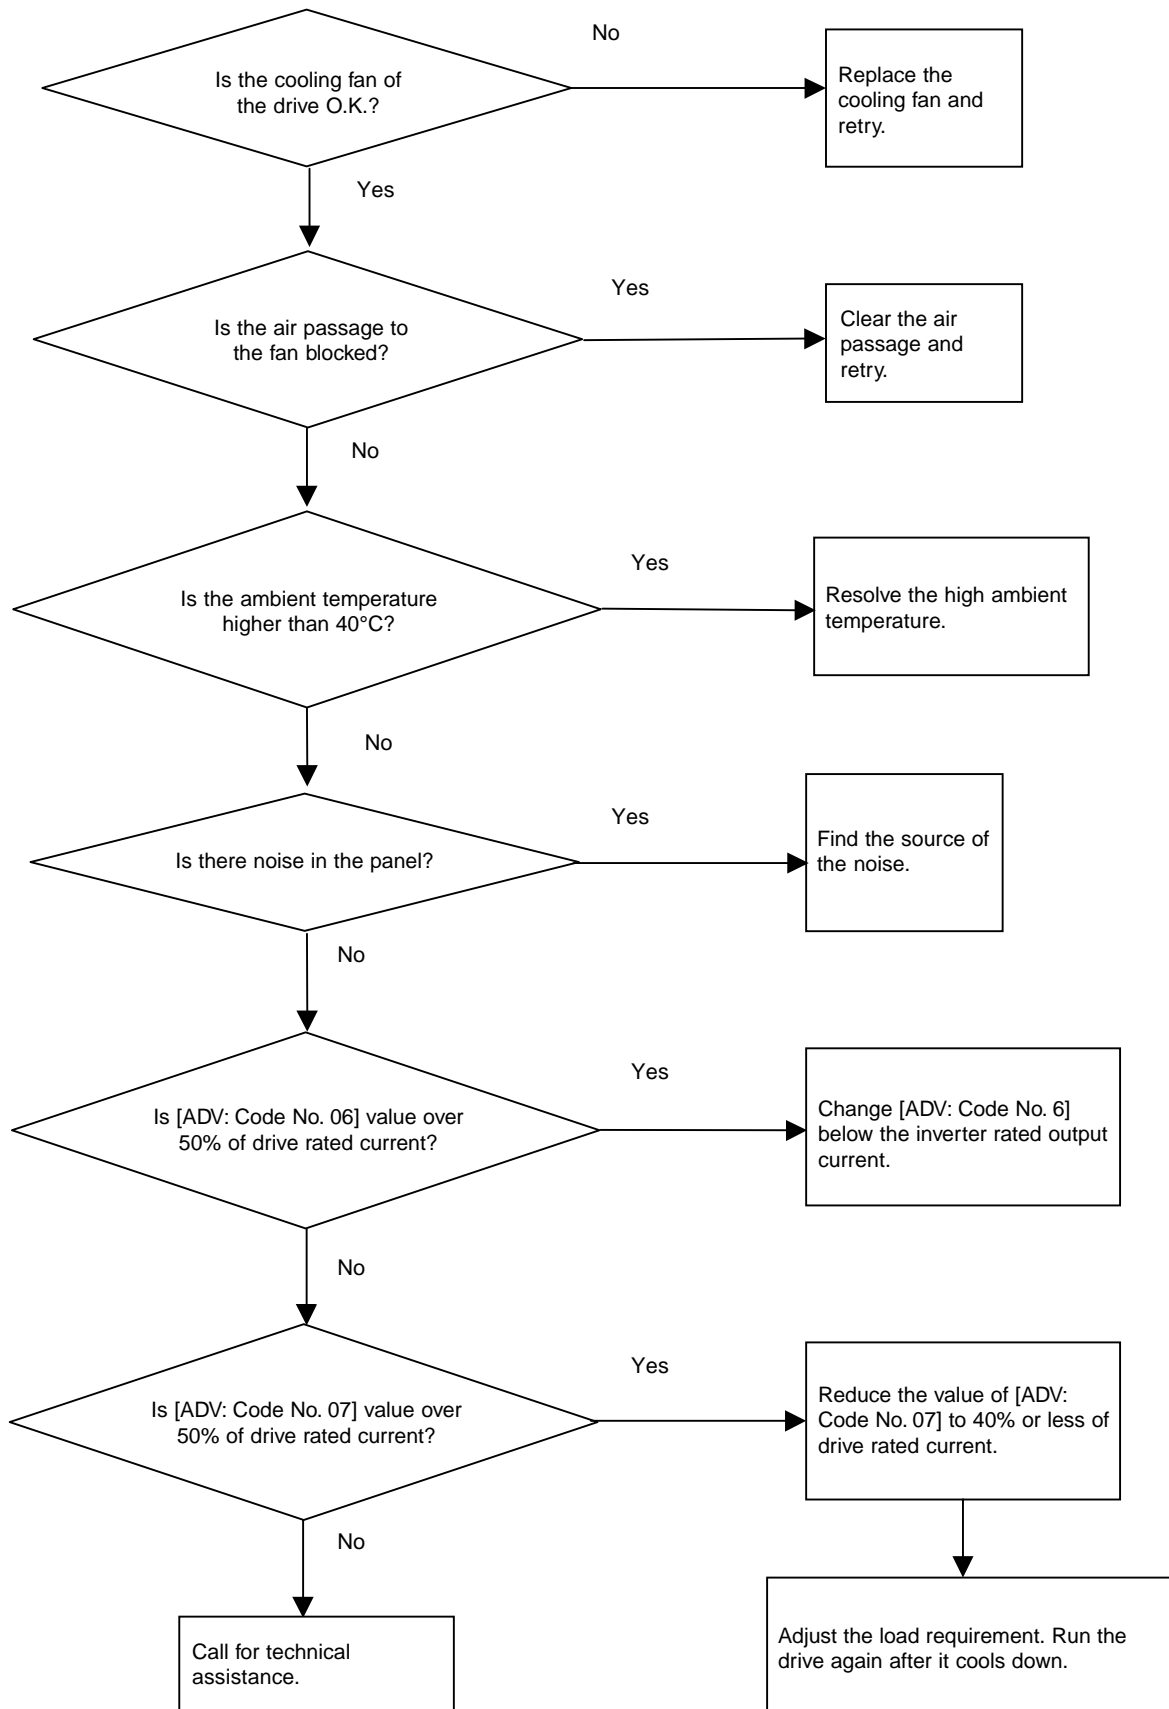 Is the cooling fan of
the drive O.K.?
No
Replace the
cooling fan and
retry.
Yes
Is the air passage to
the fan blocked?
Yes
Clear the air
passage and
retry.
No
Is the ambient temperature
higher than 40°C?
Yes
Resolve the high ambient
temperature.
No
Is there noise in the panel?
Yes
Find the source of
the noise.
No
Is [ADV: Code No. 06] value over
50% of drive rated current?
Yes
Change [ADV: Code No. 6]
below the inverter rated output
current.
No
Is [ADV: Code No. 07] value over
50% of drive rated current?
Yes
Reduce the value of [ADV:
Code No. 07] to 40% or less of
drive rated current.
No
Call for technical
assistance.
Adjust the load requirement. Run the
drive again after it cools down.